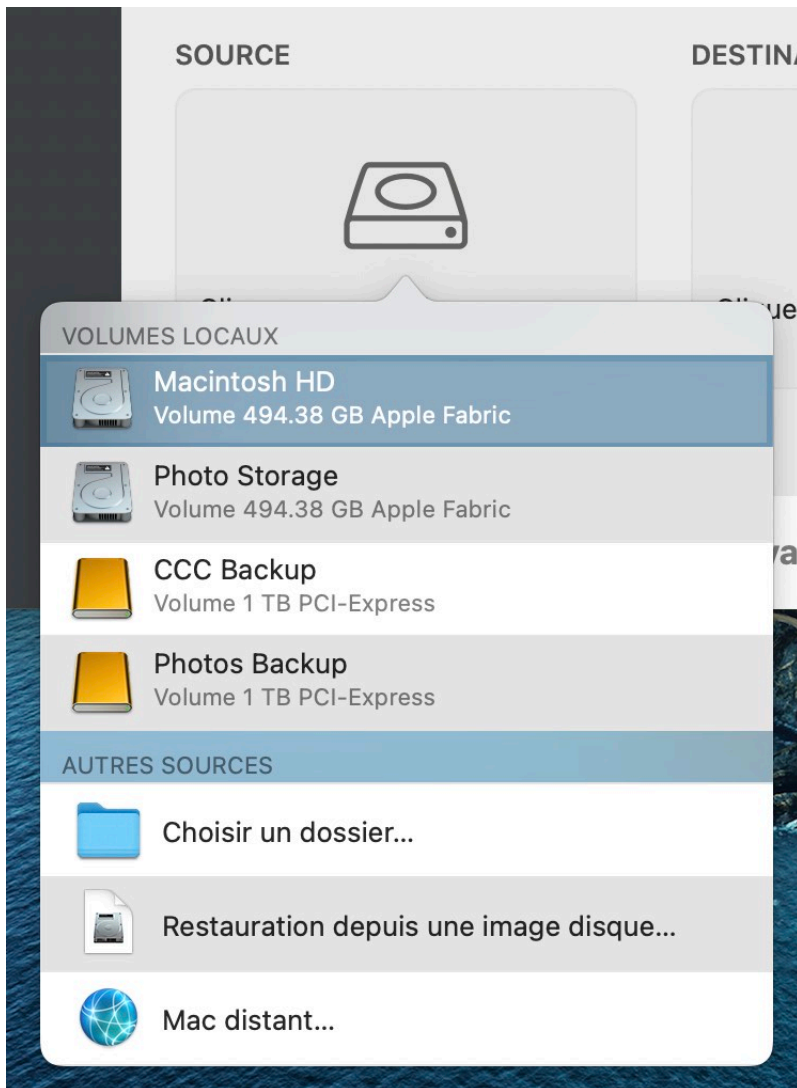 SOURCE
DESTINA
VOLUMES LOCAUX
Macintosh HD
Volume 494.38 GB Apple Fabric
Photo Storage
Volume 494.38 GB Apple Fabric
CCC Backup
Volume 1 TB PCI-Express
Photos Backup
Volume 1 TB PCI-Express
AUTRES SOURCES
Choisir un dossier...
Restauration depuis une image disque...
Mac distant...